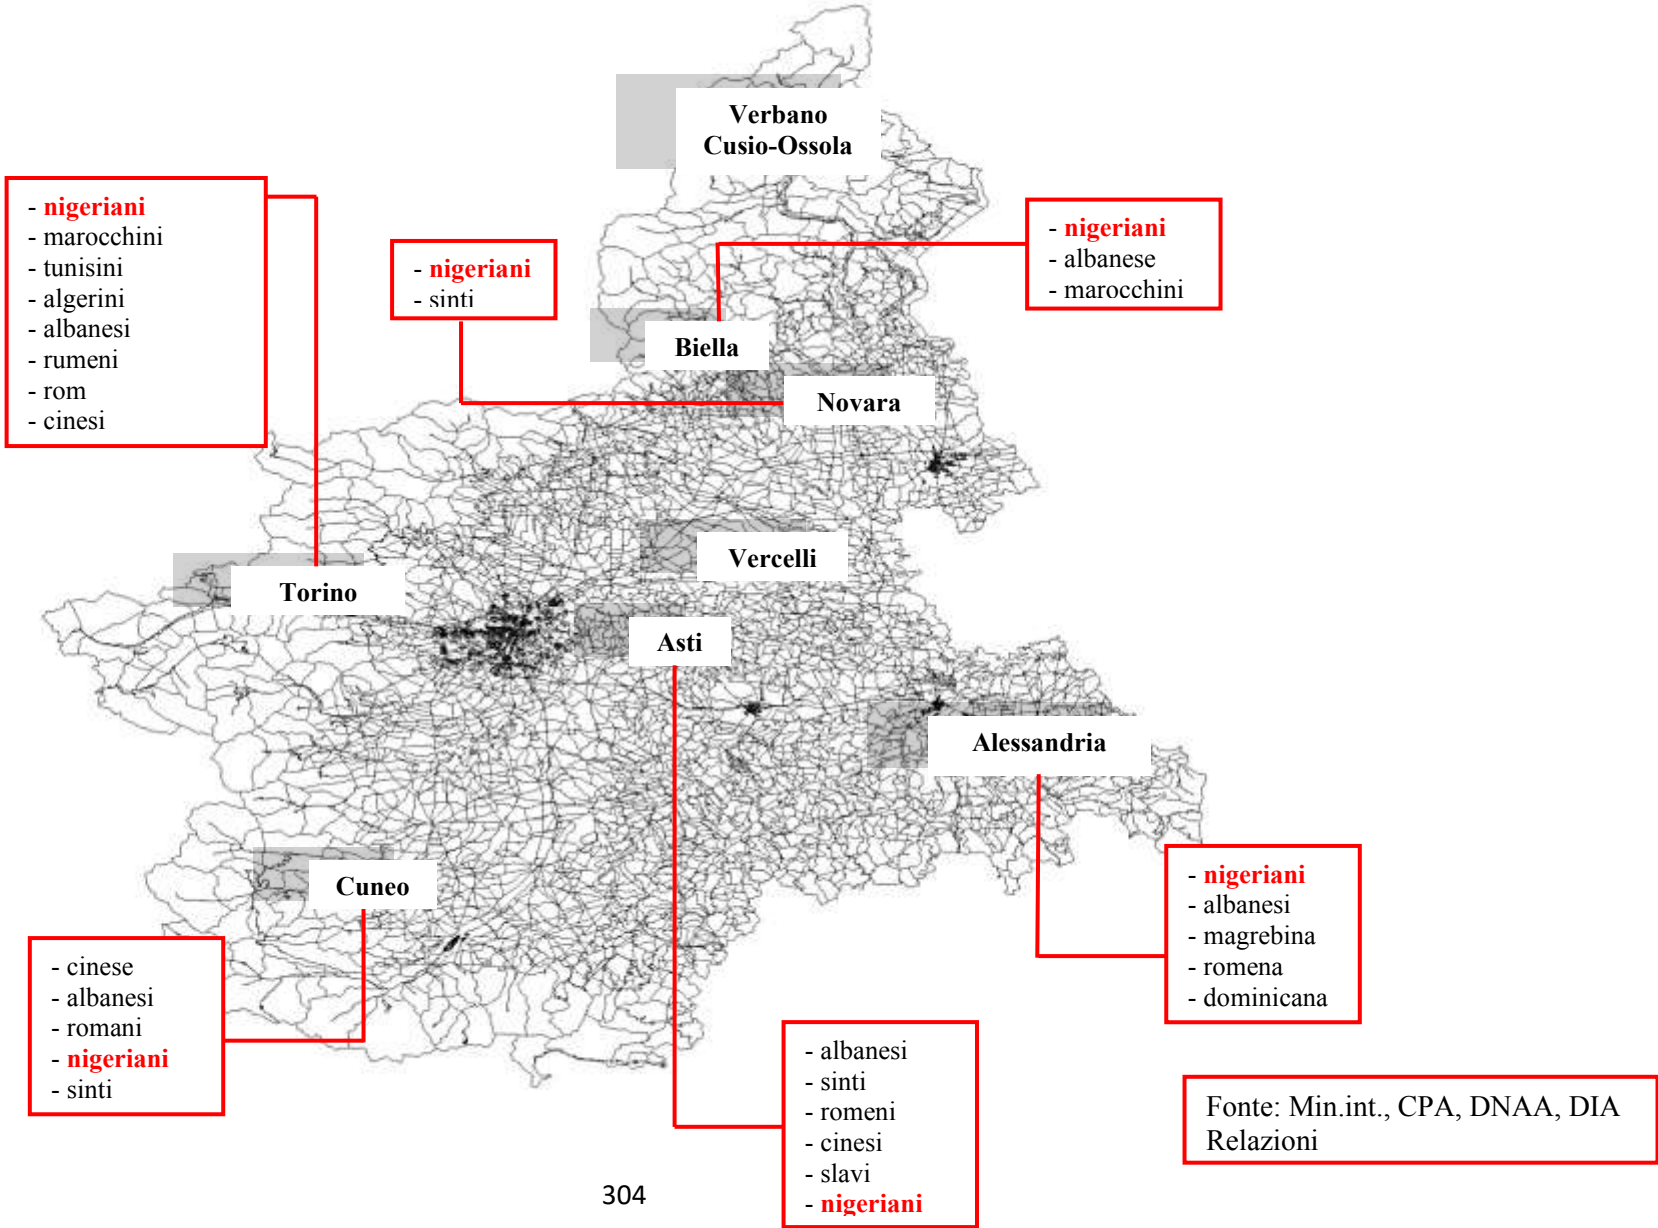 Verbano
Cusio-Ossola
- nigeriani
- marocchini
- tunisini
- algerini
- albanesi
- rumeni
- rom
- cinesi
- nigeriani
- sinti
- nigeriani
- albanese
- marocchini
Biella
Novara
Vercelli
Torino
Asti
Alessandria
Cuneo
- nigeriani
- albanesi
- magrebina
- romena
- dominicana
- cinese
- albanesi
- romani
- nigeriani
- sinti
- albanesi
- sinti
- romeni
- cinesi
- slavi
- nigeriani
Fonte: Min.int., CPA, DNAA, DIA
Relazioni
304